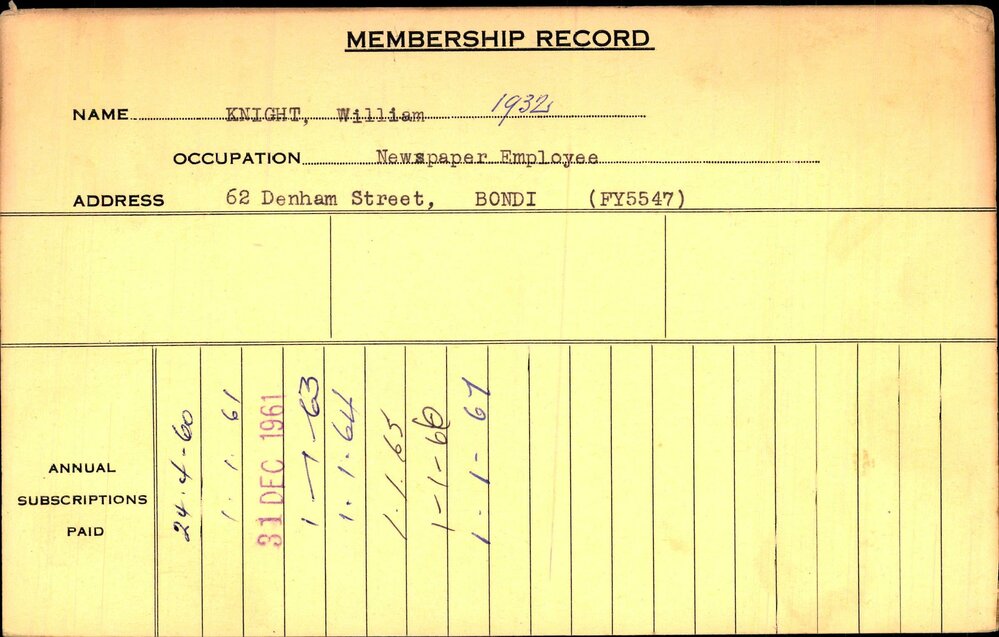 MEMBERSHIP RECORD
NAME KNIGHT, William 1932
OCCUPATION Newspaper Employee
ADDRESS 62 Denham Street, BONDI (FY5547)
ANNUAL
SUBSCRIPTIONS
PAID
24.4-60
1.1.61
31 DEC 1961
1-1-63
1.1-64
1.1.65
1-1-66
1-1-67